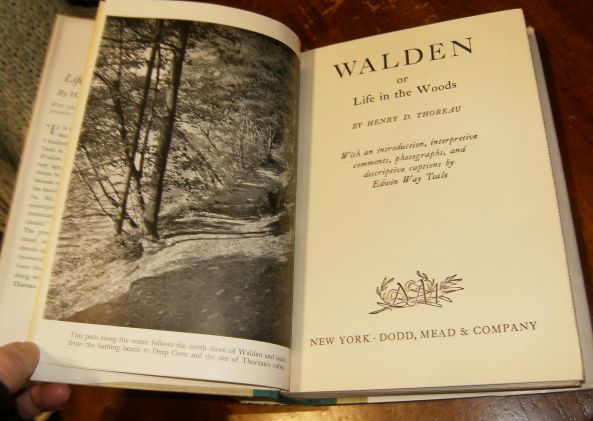 Life
By H
This path along the water follows the north shore of Walden and leads
from the bathing beach to Deep Cove and the site of Thoreau's cabin.
WALDEN
or
Life in the Woods
BY HENRY D. THOREAU
With an introduction, interpretive
comments, photographs, and
descriptive captions by
Edwin Way Teale
NEW YORK · DODD, MEAD & COMPANY